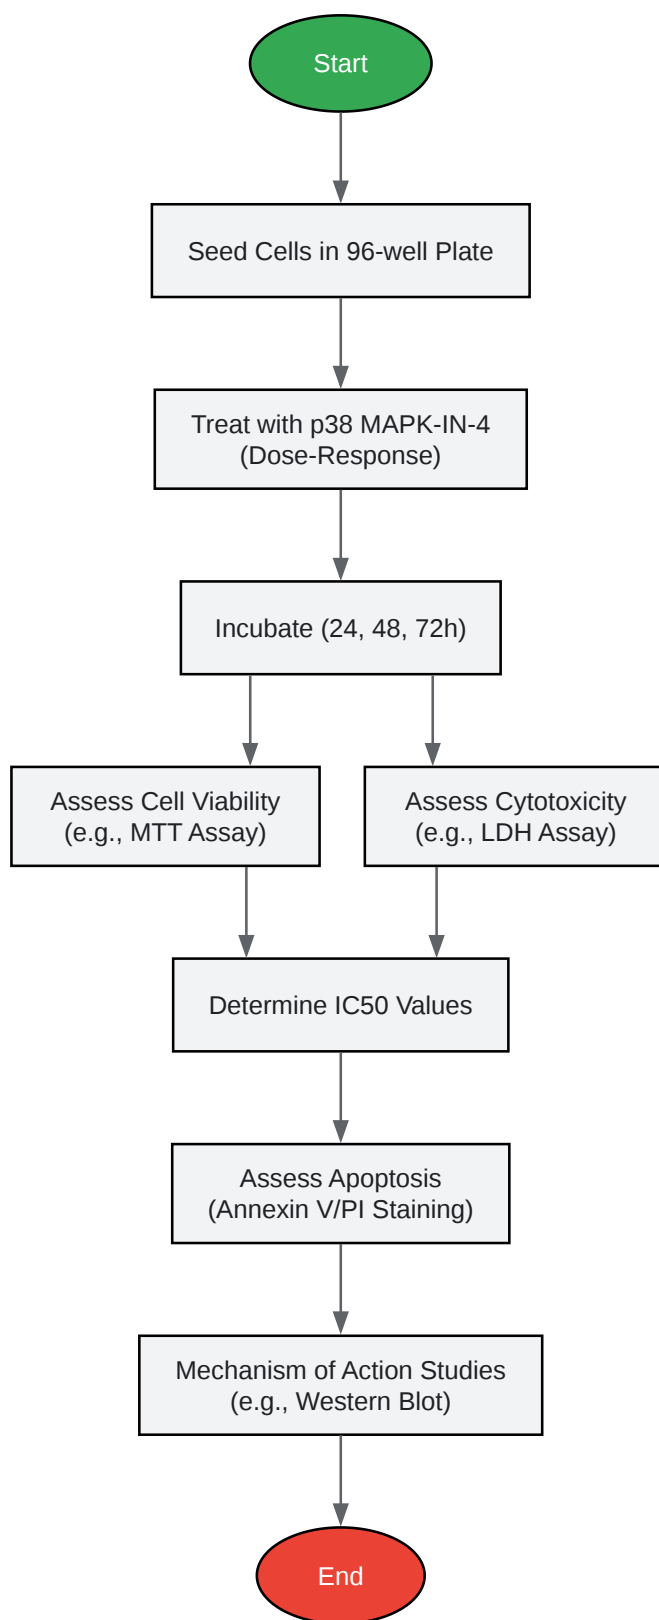 Start
Seed Cells in 96-well Plate
Treat with p38 MAPK-IN-4
(Dose-Response)
Incubate (24, 48, 72h)
Assess Cell Viability
(e.g., MTT Assay)
Assess Cytotoxicity
(e.g., LDH Assay)
Determine IC50 Values
Assess Apoptosis
(Annexin V/PI Staining)
Mechanism of Action Studies
(e.g., Western Blot)
End